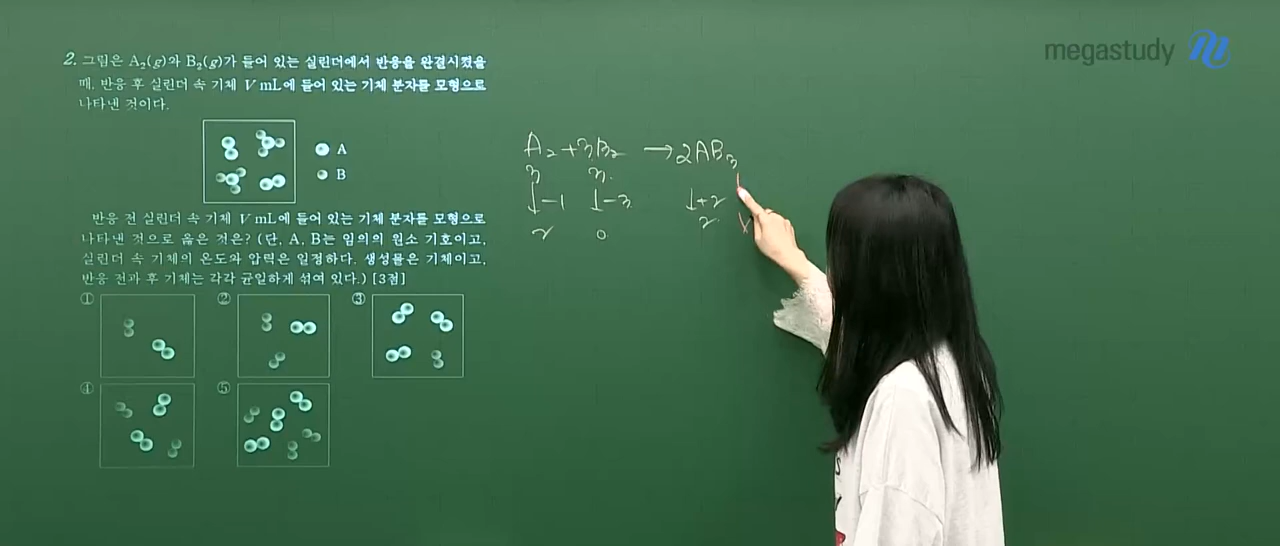 megastudy
2. 그림은 A₂(g)와 B₂(g)가 들어 있는 실린더에서 반응을 완결시켰을
때, 반응 후 실린더 속 기체 V mL에 들어 있는 기체 분자를 모형으로
나타낸 것이다.
A
B
반응 전 실린더 속 기체 V mL에 들어 있는 기체 분자를 모형으로
나타낸 것으로 옳은 것은? (단, A, B는 임의의 원소 기호이고,
실린더 속 기체의 온도와 압력은 일정하다. 생성물은 기체이고,
반응 전과 후 기체는 각각 균일하게 섞여 있다.) [3점]
① ② ③
④ ⑤
A₂ + 3B₂ → 2AB₃
3 3
↓-1 ↓-3 ↓+2
2 0 2 V